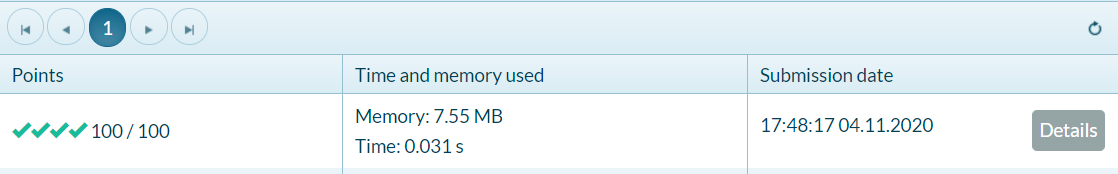 1
Points
Time and memory used
Submission date
100 / 100
Memory: 7.55 MB
Time: 0.031 s
17:48:17 04.11.2020
Details